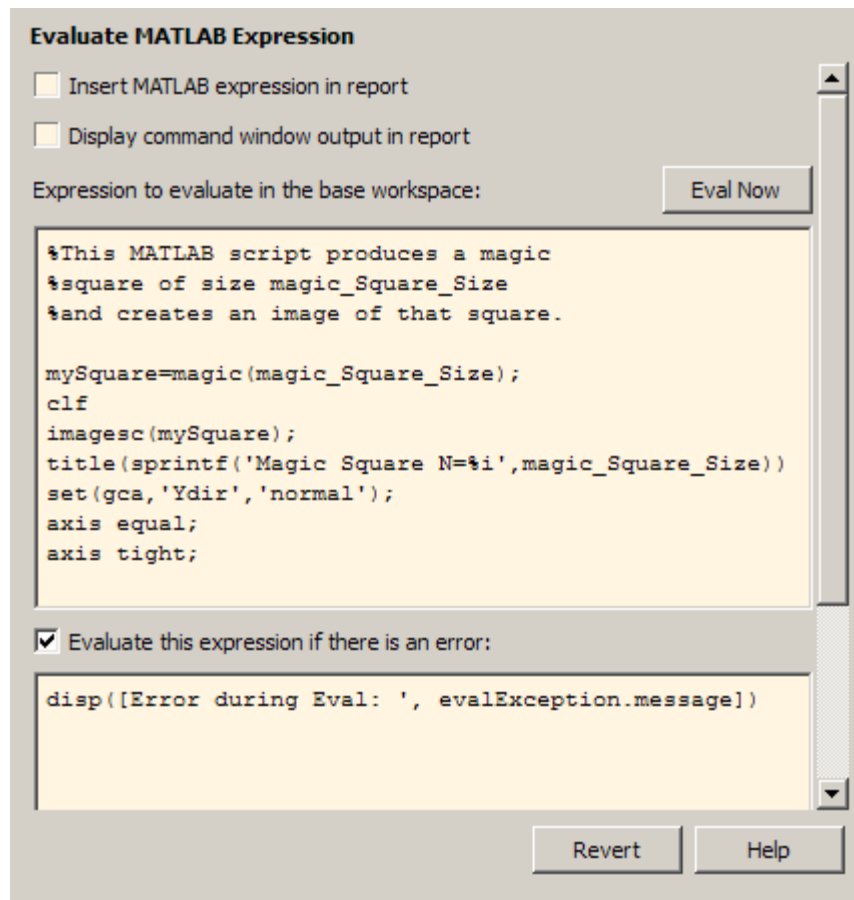 Evaluate MATLAB Expression
Insert MATLAB expression in report
Display command window output in report
Expression to evaluate in the base workspace:
Eval Now
%This MATLAB script produces a magic
%square of size magic_Square_Size
%and creates an image of that square.
mySquare=magic(magic_Square_Size);
clf
imagesc(mySquare);
title(sprintf('Magic Square N=%i',magic_Square_Size))
set(gca,'Ydir','normal');
axis equal;
axis tight;
Evaluate this expression if there is an error:
disp([Error during Eval: ', evalException.message])
Revert
Help